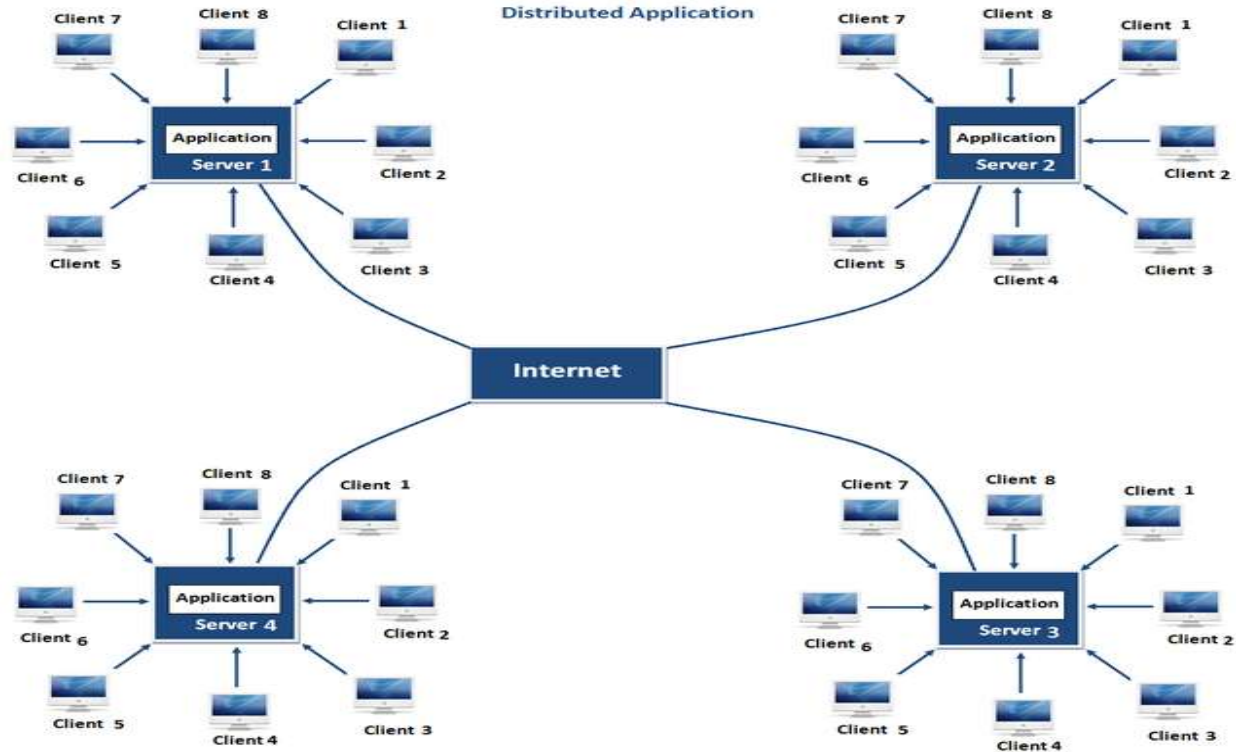 Distributed Application
Client 7
Client 8
Client 1
Application
Server 1
Client 6
Client 2
Client 5
Client 4
Client 3
Client 7
Client 8
Client 1
Application
Server 2
Client 6
Client 2
Client 5
Client 4
Client 3
Internet
Client 7
Client 8
Client 1
Application
Server 4
Client 6
Client 2
Client 5
Client 4
Client 3
Client 7
Client 8
Client 1
Application
Server 3
Client 6
Client 2
Client 5
Client 4
Client 3